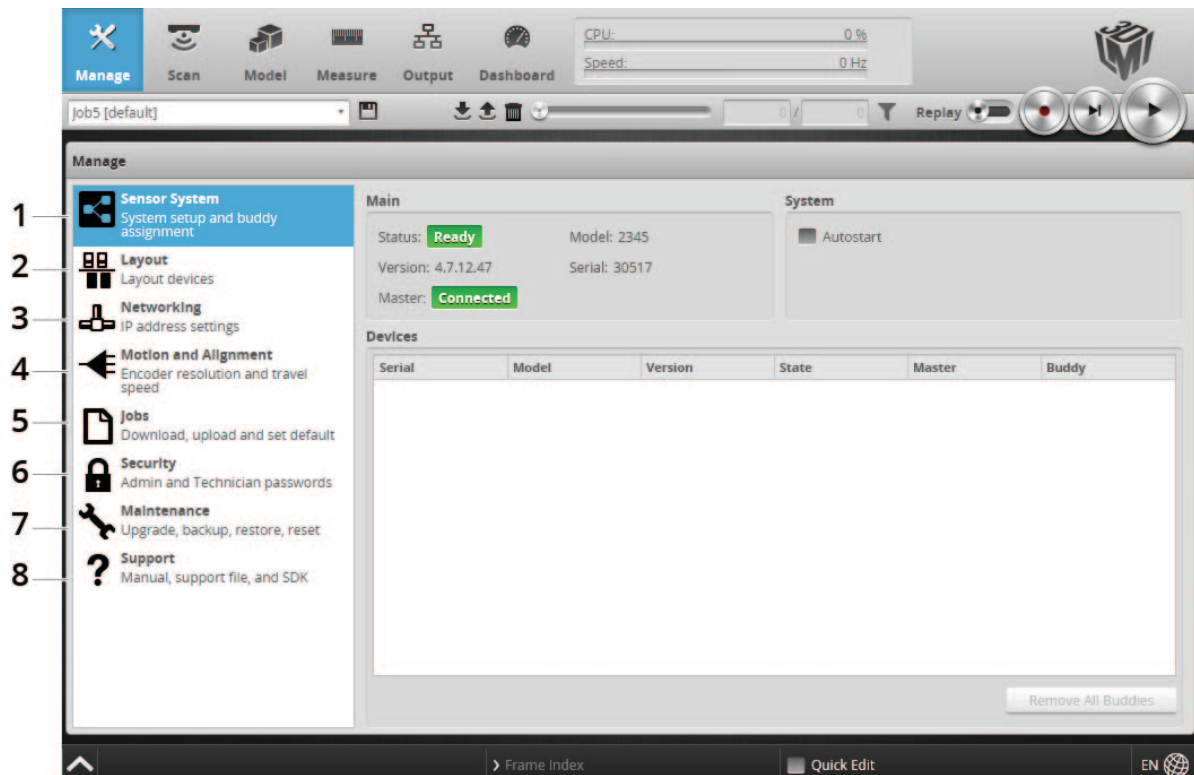 Manage
Scan
Model
Measure
Output
Dashboard
CPU: 0 %
Speed: 0 Hz
Job5 [default]
0 / 0
Replay
Manage
1
Sensor System
System setup and buddy
assignment
2
Layout
Layout devices
3
Networking
IP address settings
4
Motion and Alignment
Encoder resolution and travel
speed
5
Jobs
Download, upload and set default
6
Security
Admin and Technician passwords
7
Maintenance
Upgrade, backup, restore, reset
8
Support
Manual, support file, and SDK
Main
Status: Ready
Model: 2345
Version: 4.7.12.47
Serial: 30517
Master: Connected
System
Autostart
Devices
Serial Model Version State Master Buddy
Remove All Buddies
Frame Index
Quick Edit
EN